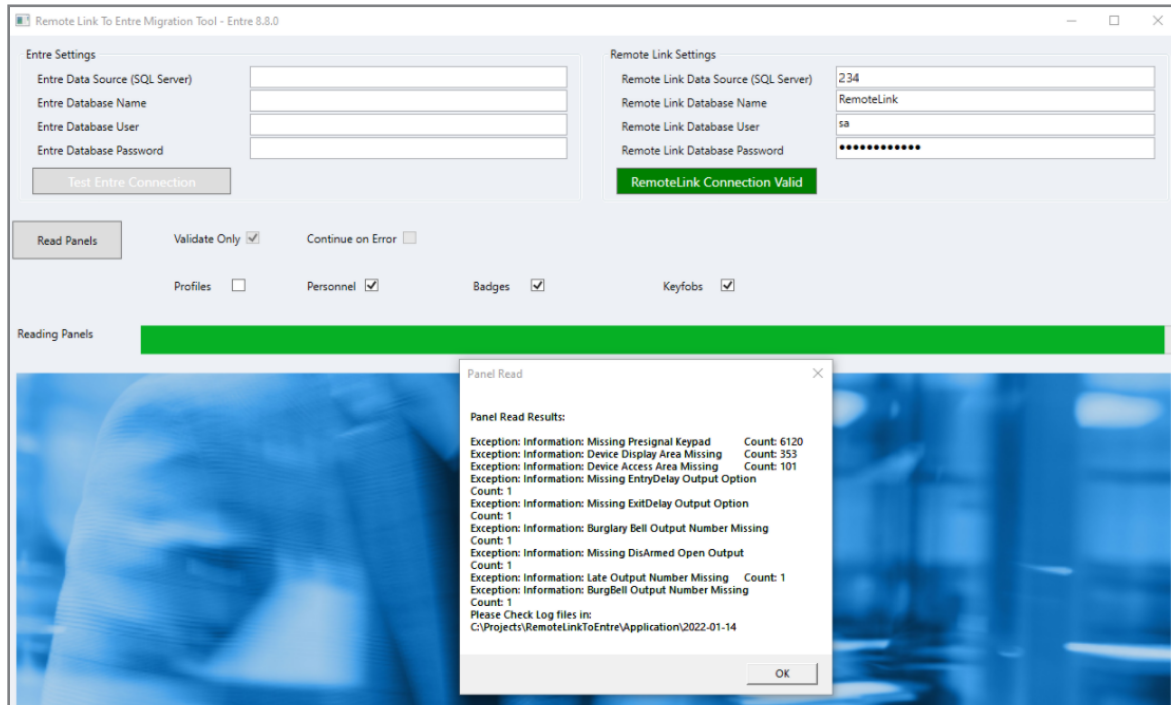 Remote Link To Entre Migration Tool - Entre 8.8.0
Entre Settings
Entre Data Source (SQL Server)
Entre Database Name
Entre Database User
Entre Database Password
Test Entre Connection
Remote Link Settings
Remote Link Data Source (SQL Server) 234
Remote Link Database Name RemoteLink
Remote Link Database User sa
Remote Link Database Password ••••••••••••
RemoteLink Connection Valid
Read Panels Validate Only Continue on Error
Profiles Personnel Badges Keyfobs
Reading Panels
Panel Read
Panel Read Results:
Exception: Information: Missing Presignal Keypad Count: 6120
Exception: Information: Device Display Area Missing Count: 353
Exception: Information: Device Access Area Missing Count: 101
Exception: Information: Missing EntryDelay Output Option
Count: 1
Exception: Information: Missing ExitDelay Output Option
Count: 1
Exception: Information: Burglary Bell Output Number Missing
Count: 1
Exception: Information: Missing DisArmed Open Output
Count: 1
Exception: Information: Late Output Number Missing Count: 1
Exception: Information: BurgBell Output Number Missing
Count: 1
Please Check Log files in:
C:\Projects\RemoteLinkToEntre\Application\2022-01-14
OK